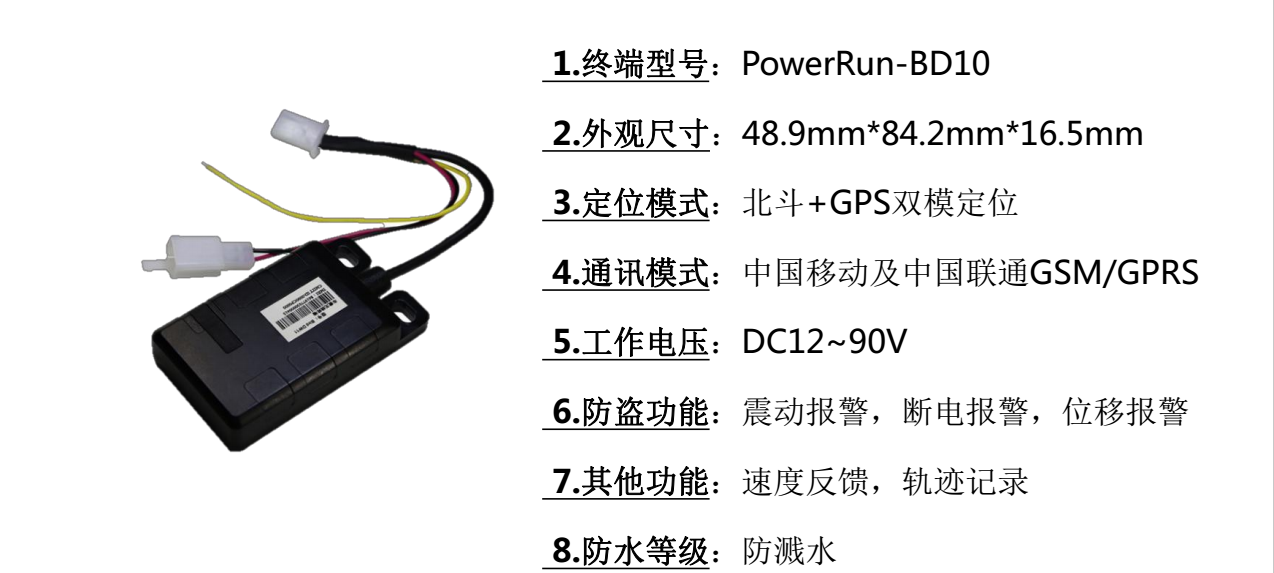 1.终端型号：PowerRun-BD10
2.外观尺寸：48.9mm*84.2mm*16.5mm
3.定位模式：北斗+GPS双模定位
4.通讯模式：中国移动及中国联通GSM/GPRS
5.工作电压：DC12~90V
6.防盗功能：震动报警，断电报警，位移报警
7.其他功能：速度反馈，轨迹记录
8.防水等级：防溅水